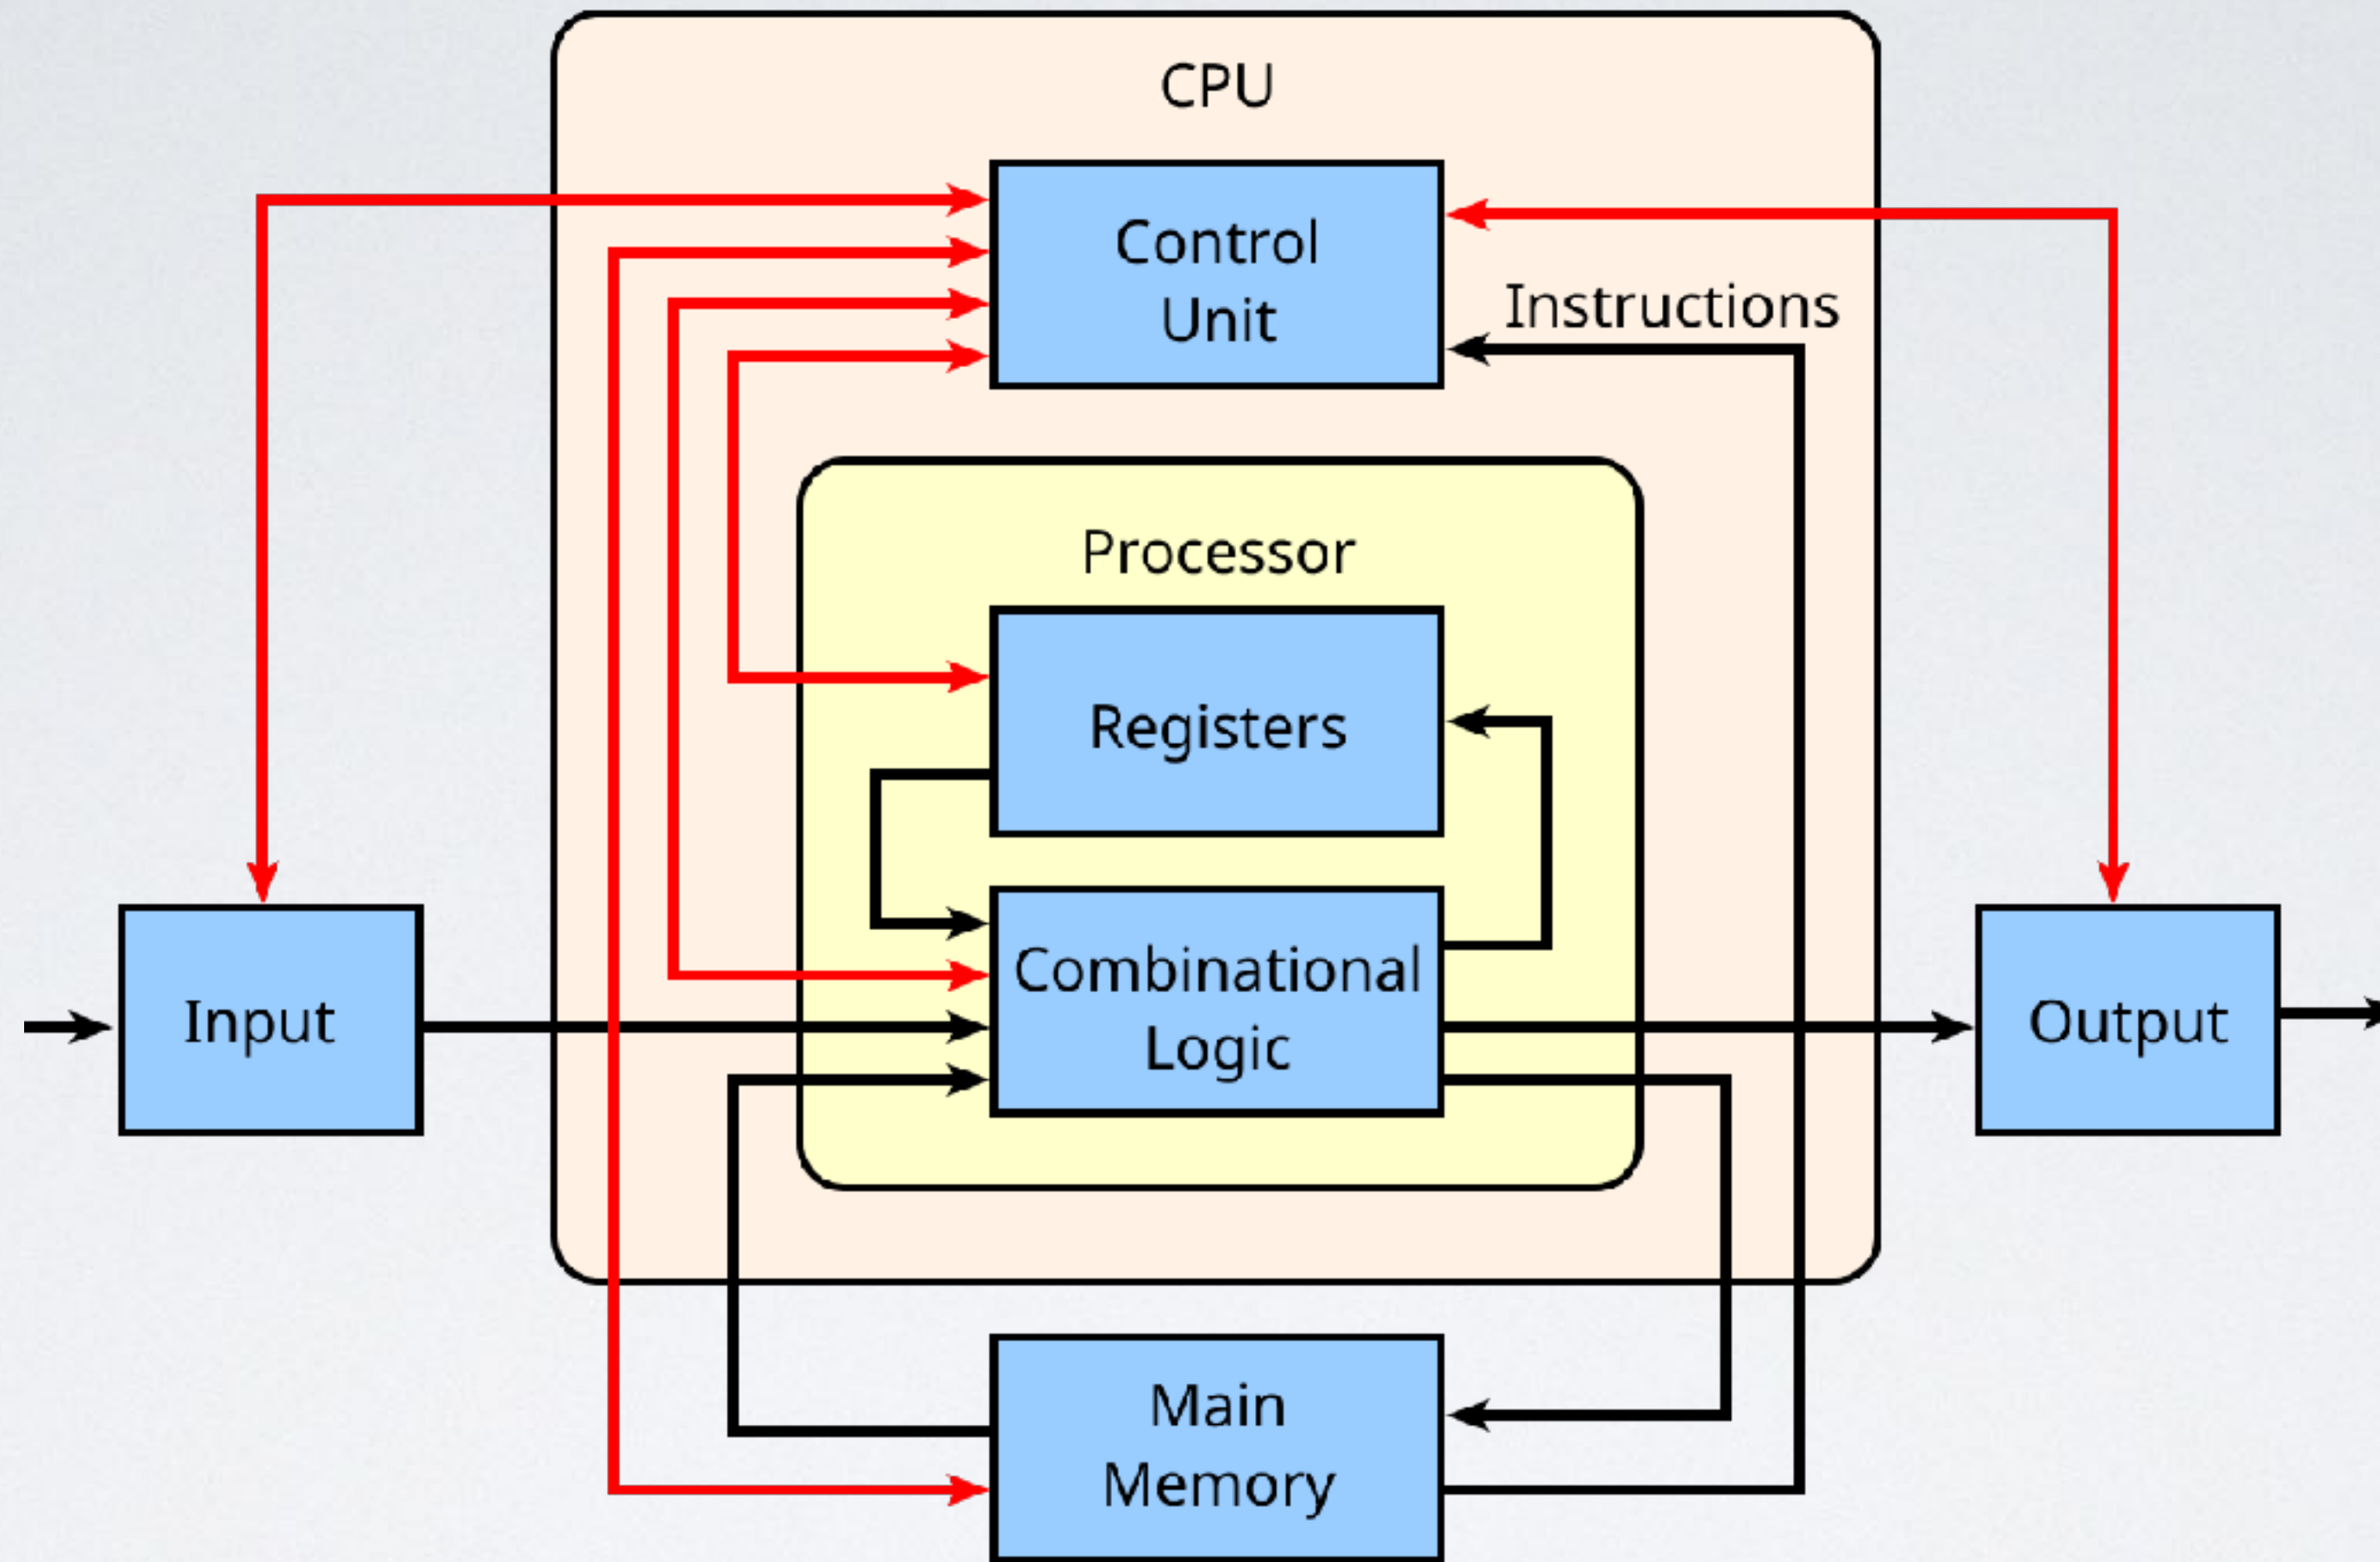 CPU
Control
Unit
Instructions
Processor
Registers
Combinational
Logic
Input
Output
Main
Memory